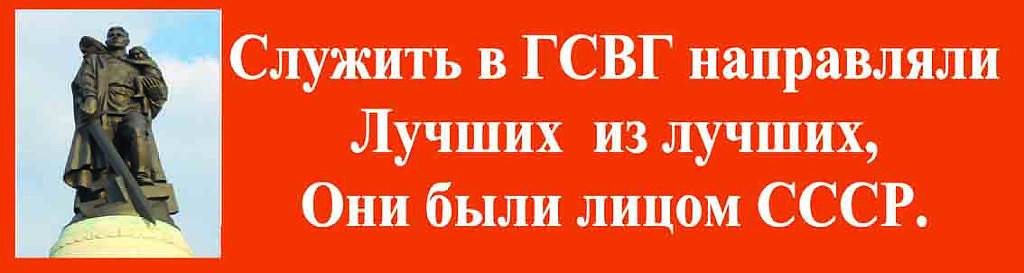 Служить в ГСВГ направляли
Лучших из лучших,
Они были лицом СССР.